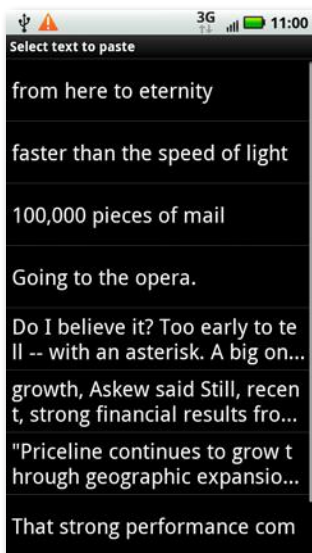 3G 11:00
Select text to paste
from here to eternity
faster than the speed of light
100,000 pieces of mail
Going to the opera.
Do I believe it? Too early to te
ll -- with an asterisk. A big on...
growth, Askew said Still, recen
t, strong financial results fro...
"Priceline continues to grow t
hrough geographic expansio...
That strong performance com